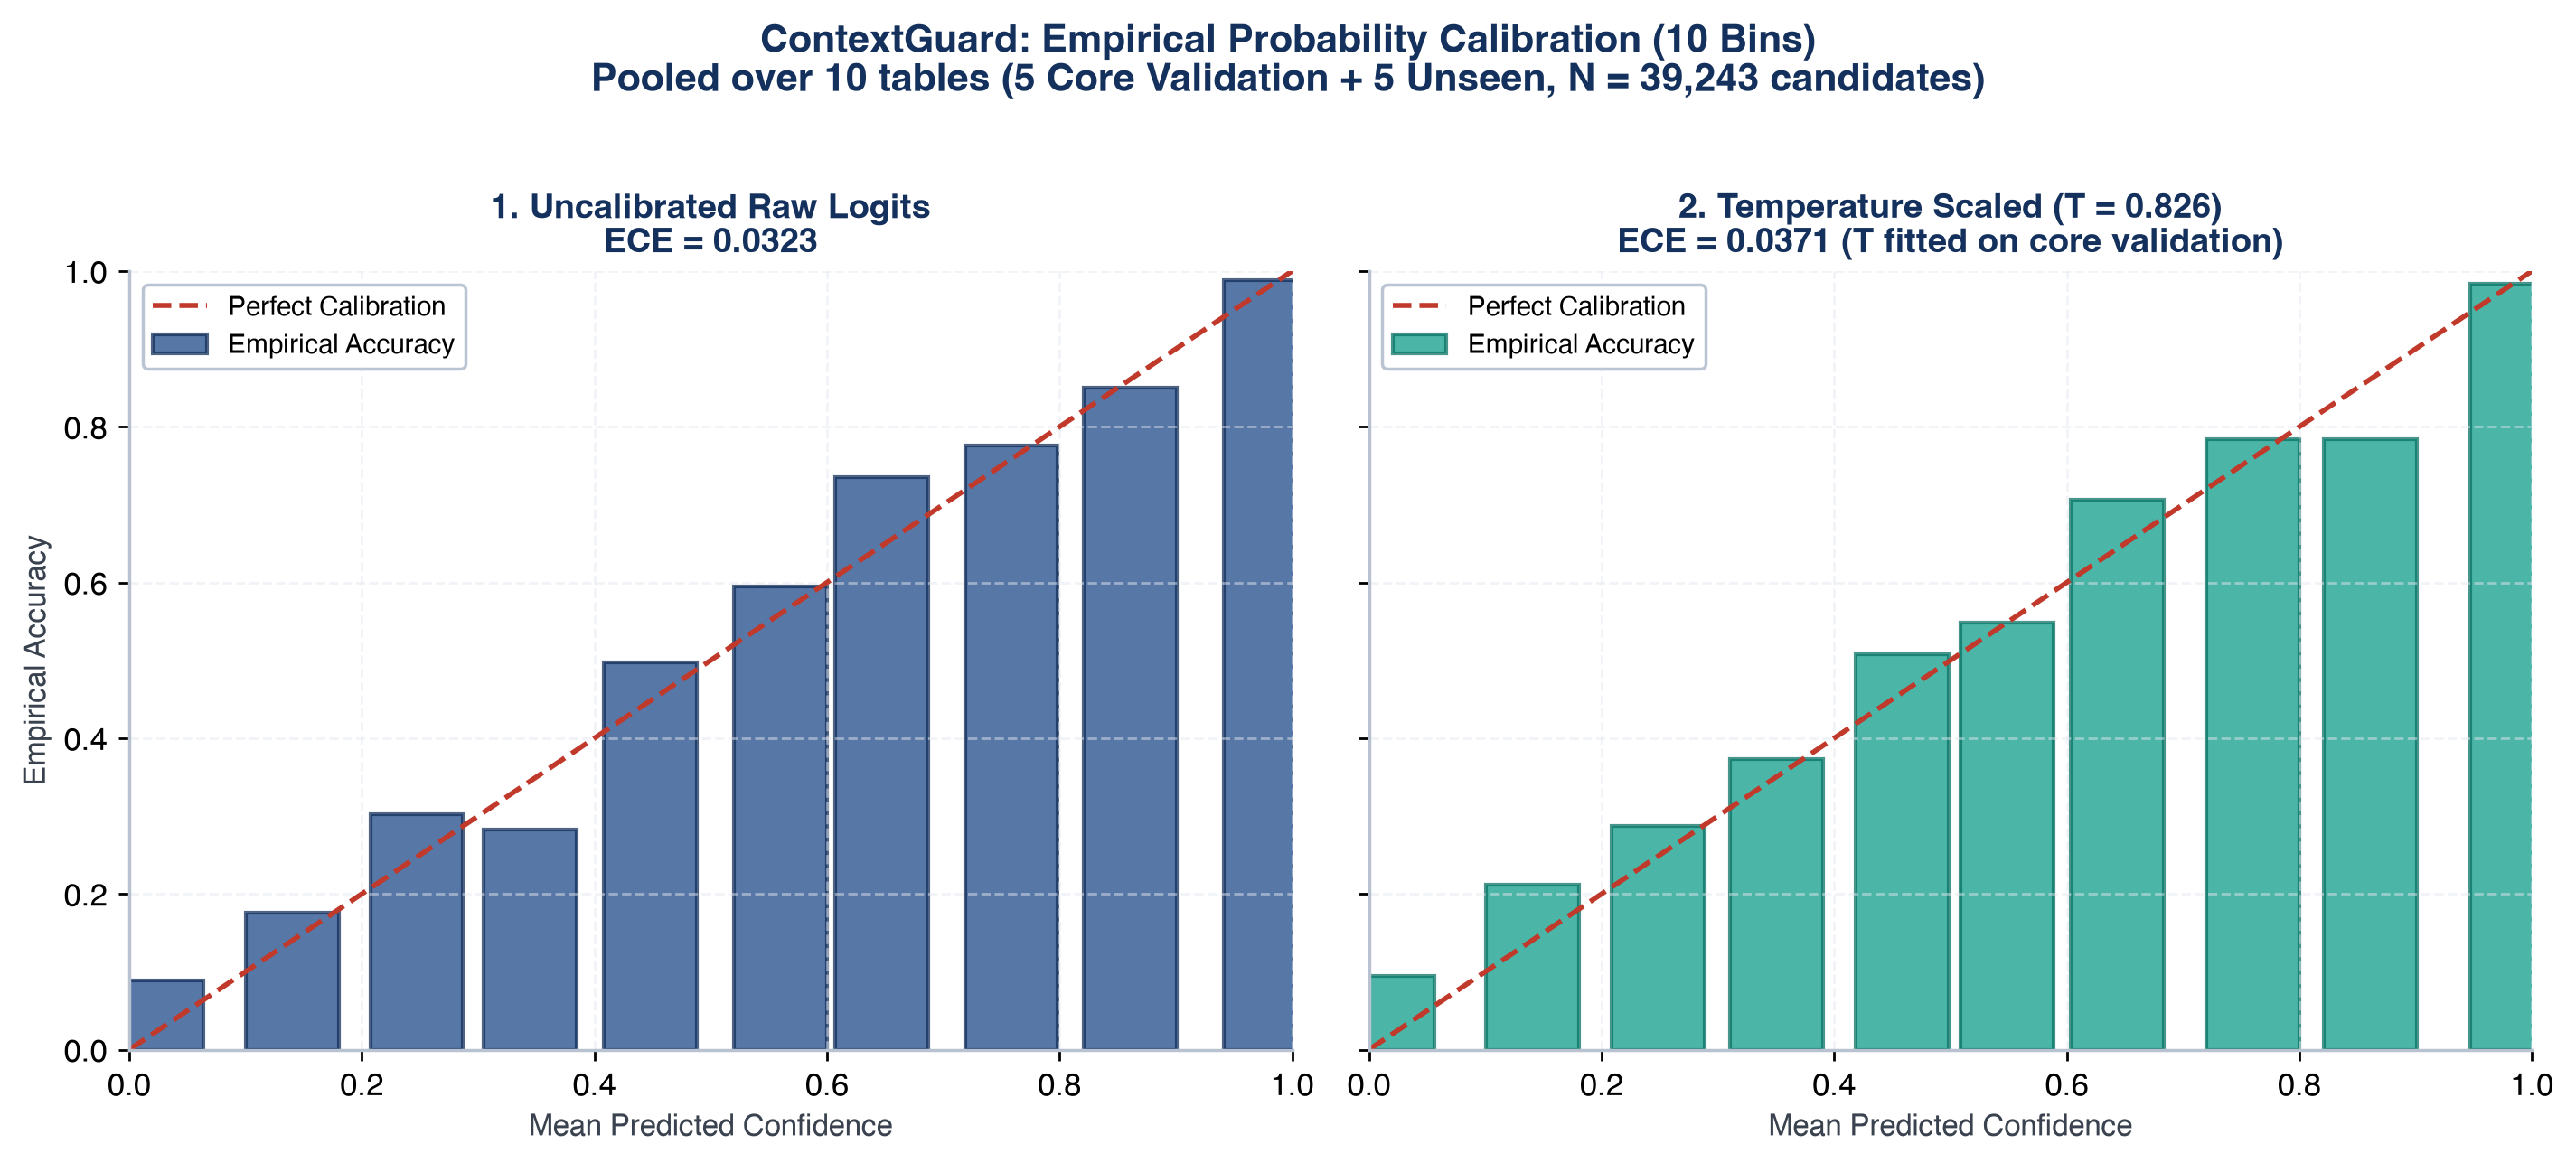 ContextGuard: Empirical Probability Calibration (10 Bins)
Pooled over 10 tables (5 Core Validation + 5 Unseen, N = 39,243 candidates)
1. Uncalibrated Raw Logits
ECE = 0.0323
Perfect Calibration
Empirical Accuracy
1.0
0.8
0.6
0.4
0.2
0.0
Empirical Accuracy
0.0 0.2 0.4 0.6 0.8 1.0
Mean Predicted Confidence
2. Temperature Scaled (T = 0.826)
ECE = 0.0371 (T fitted on core validation)
Perfect Calibration
Empirical Accuracy
0.0 0.2 0.4 0.6 0.8 1.0
Mean Predicted Confidence